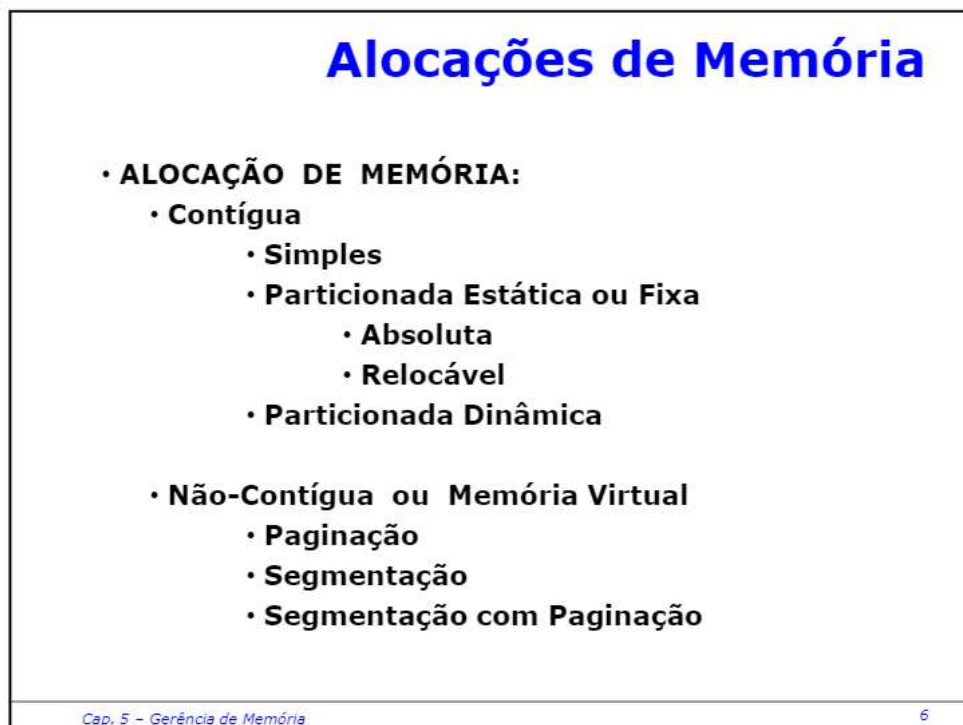 Alocações de Memória
• ALOCAÇÃO DE MEMÓRIA:
• Contígua
• Simples
• Particionada Estática ou Fixa
• Absoluta
• Relocável
• Particionada Dinâmica
• Não-Contígua ou Memória Virtual
• Paginação
• Segmentação
• Segmentação com Paginação
Cap. 5 – Gerência de Memória
6